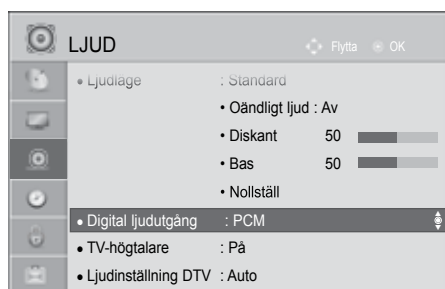 LJUD
Flytta OK
• Ljudläge : Standard
• Oändligt ljud : Av
• Diskant 50
• Bas 50
• Nollställ
• Digital ljudutgång : PCM
• TV-högtalare : På
• Ljudinställning DTV : Auto